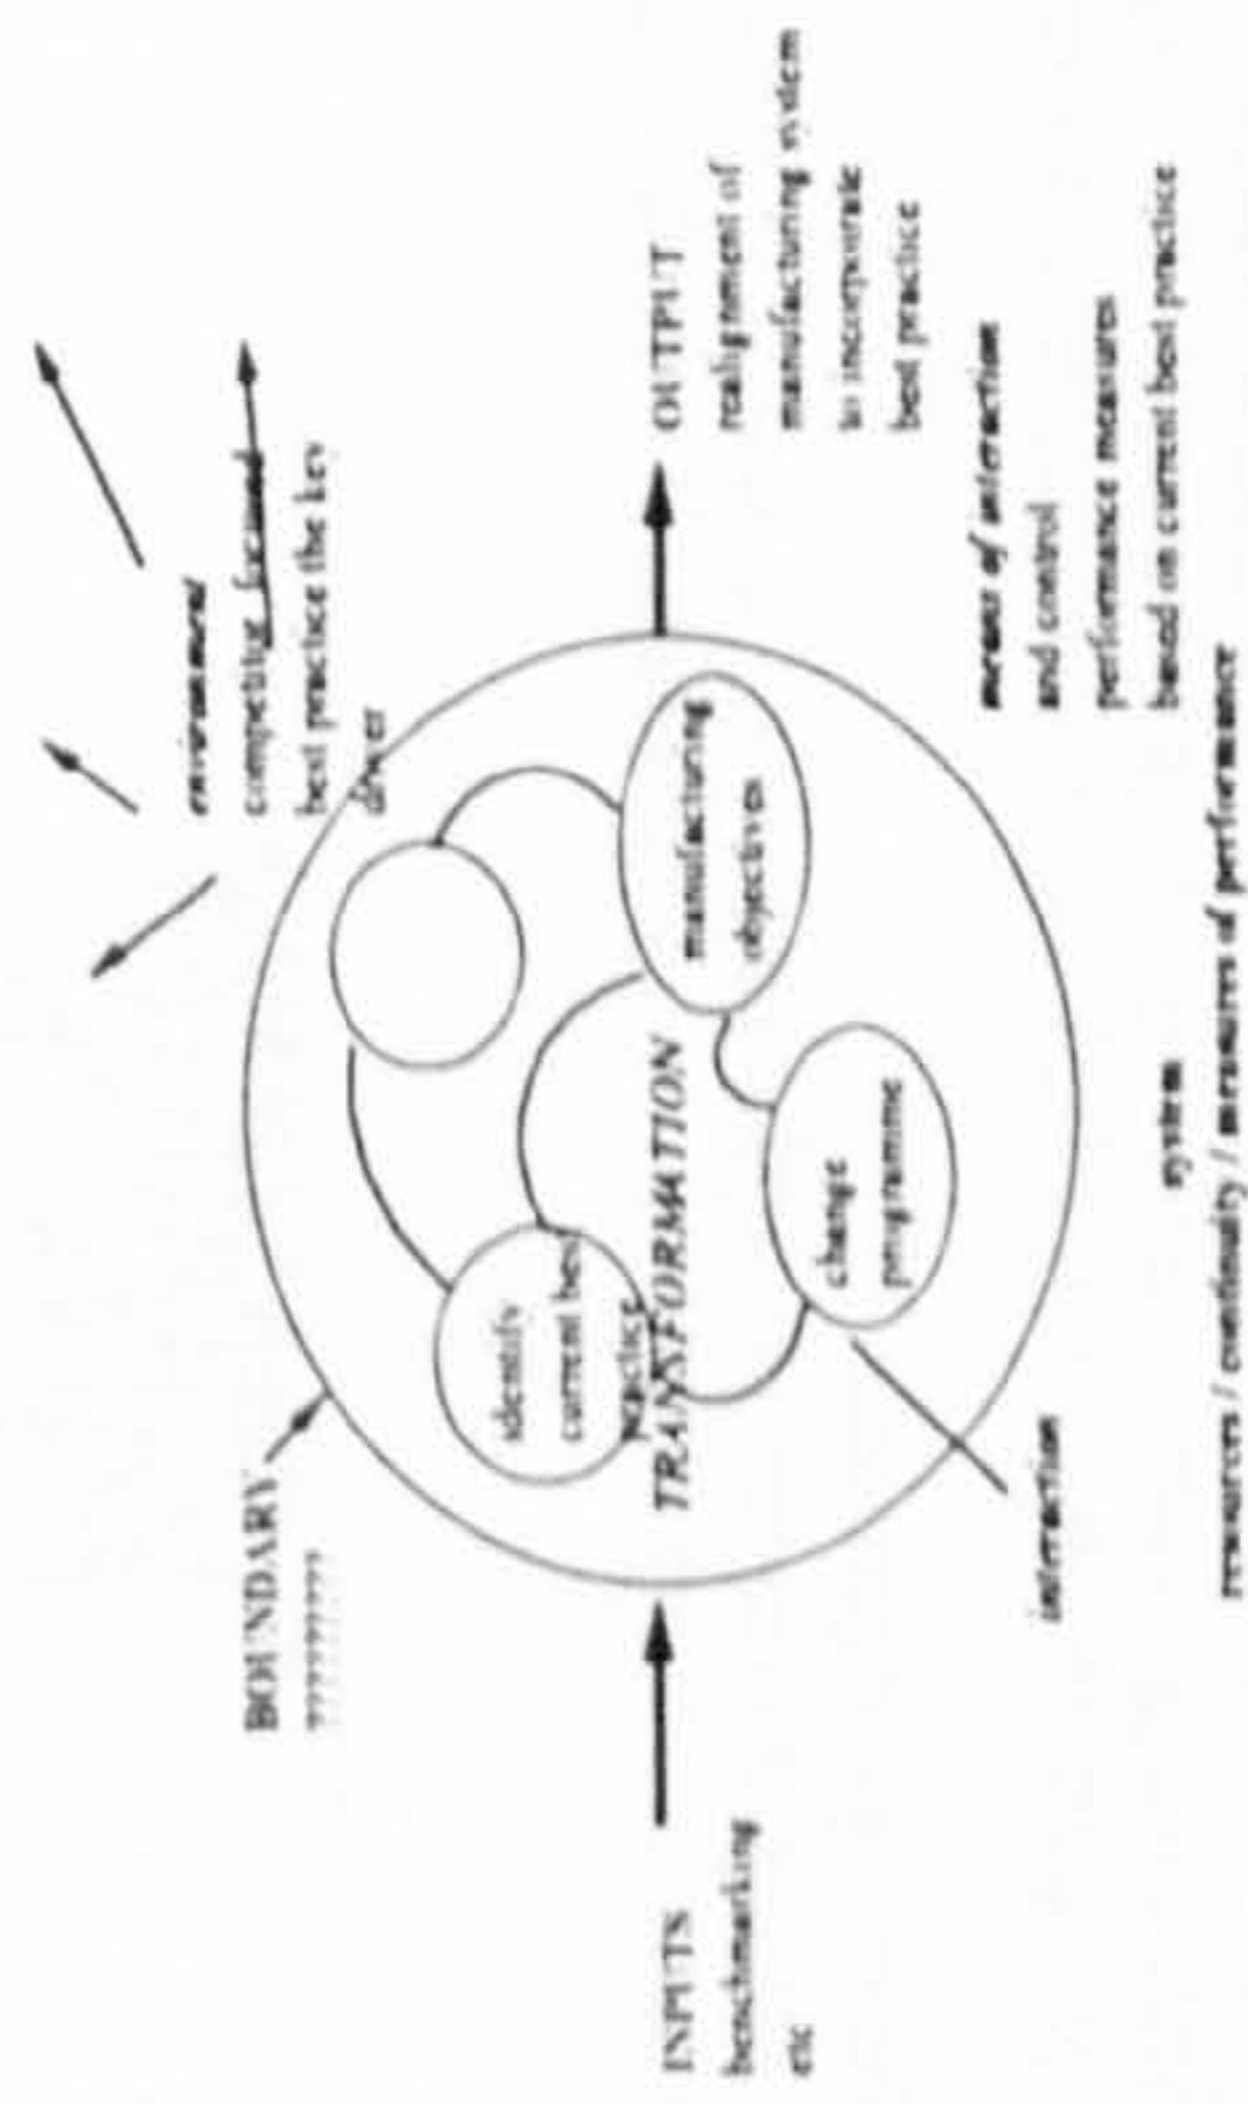 BOUNDARY
?????????
environment
competitive focused
best practice the key
driver
identify
current best
practice
TRANSFORMATION
manufacturing
objectives
change
programme
INPUTS
benchmarking
etc
OUTPUT
realignment of
manufacturing system
to incorporate
best practice
interaction
means of interaction
and control
performance measures
based on current best practice
system
resources / continuity / measures of performance